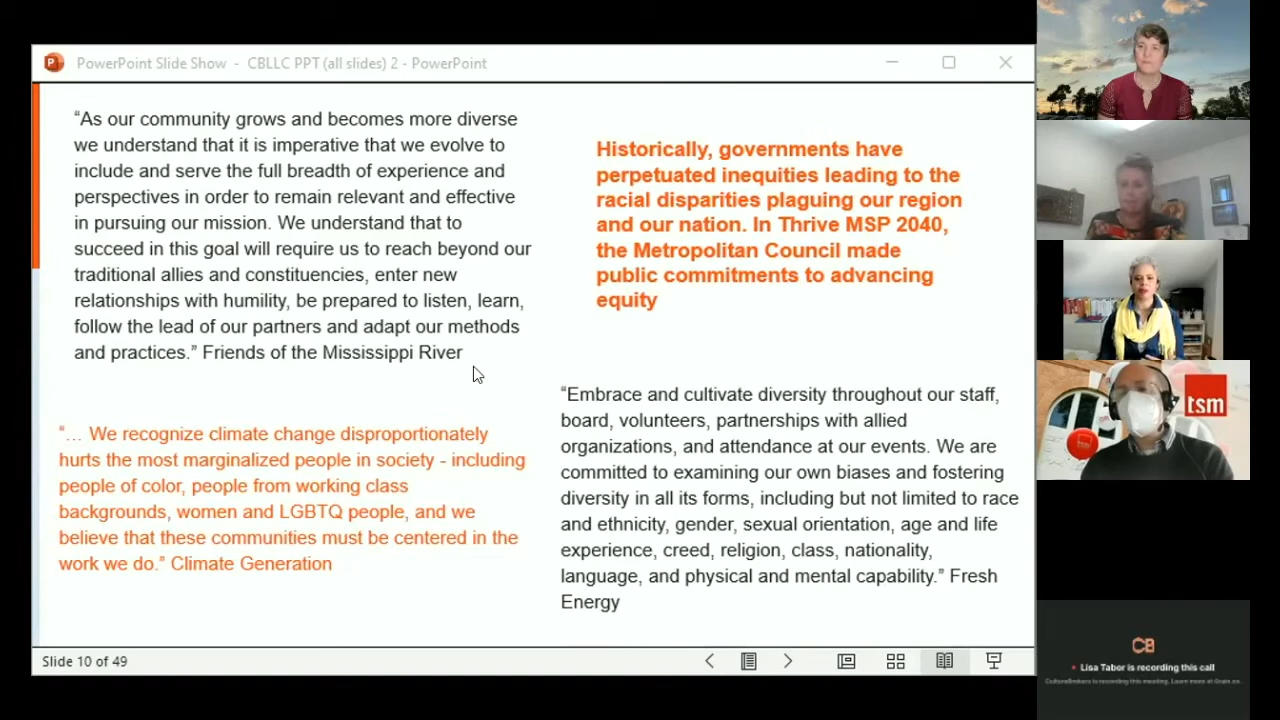 PowerPoint Slide Show - CBLLC PPT (all slides) 2 - PowerPoint
“As our community grows and becomes more diverse
we understand that it is imperative that we evolve to
include and serve the full breadth of experience and
perspectives in order to remain relevant and effective
in pursuing our mission. We understand that to
succeed in this goal will require us to reach beyond our
traditional allies and constituencies, enter new
relationships with humility, be prepared to listen, learn,
follow the lead of our partners and adapt our methods
and practices.” Friends of the Mississippi River
Historically, governments have
perpetuated inequities leading to the
racial disparities plaguing our region
and our nation. In Thrive MSP 2040,
the Metropolitan Council made
public commitments to advancing
equity
“… We recognize climate change disproportionately
hurts the most marginalized people in society - including
people of color, people from working class
backgrounds, women and LGBTQ people, and we
believe that these communities must be centered in the
work we do.” Climate Generation
“Embrace and cultivate diversity throughout our staff,
board, volunteers, partnerships with allied
organizations, and attendance at our events. We are
committed to examining our own biases and fostering
diversity in all its forms, including but not limited to race
and ethnicity, gender, sexual orientation, age and life
experience, creed, religion, class, nationality,
language, and physical and mental capability.” Fresh
Energy
Slide 10 of 49
tsm
CB
Lisa Tabor is recording this call
CultureBrokers is recording this meeting. Learn more at Grain.co